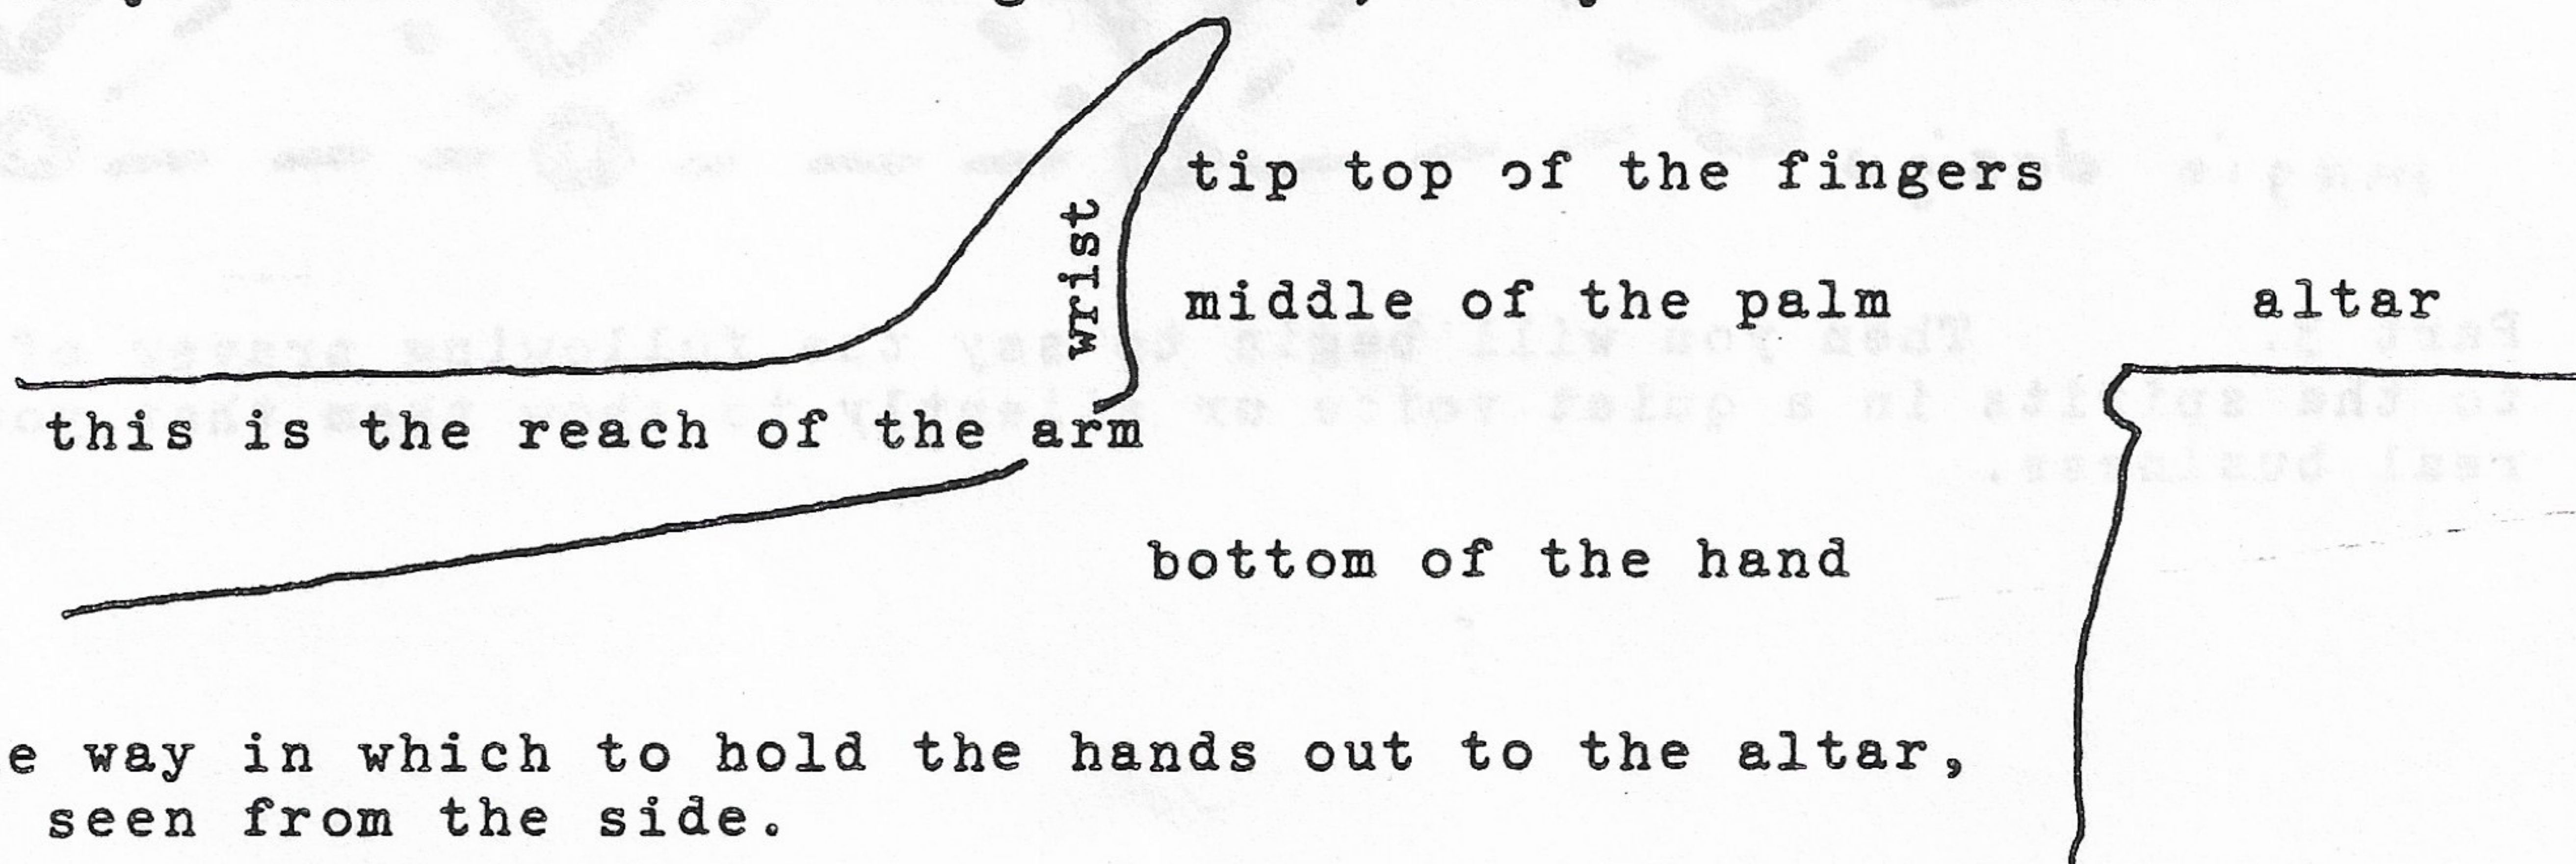 tip top of the fingers
wrist
middle of the palm
altar
this is the reach of the arm
bottom of the hand
e way in which to hold the hands out to the altar,
seen from the side.